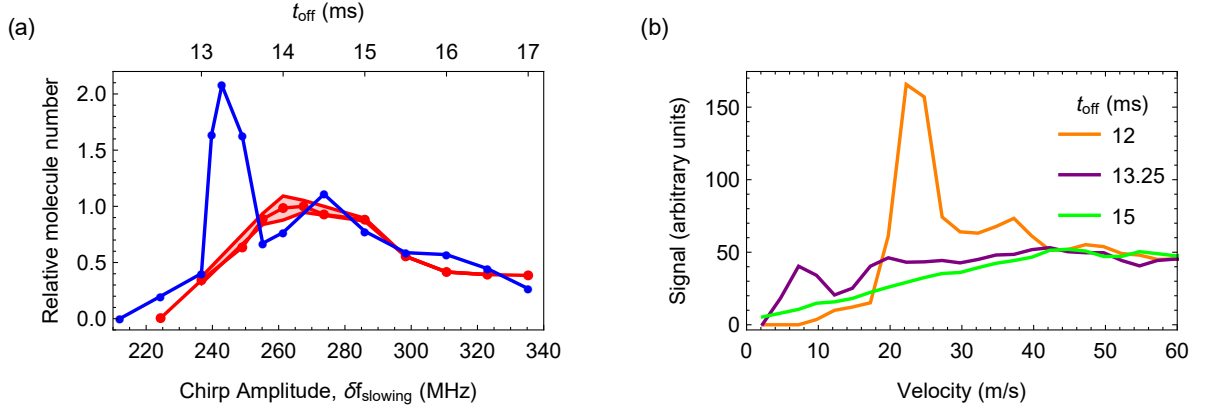 (a)
t_off (ms)
13 14 15 16 17
Relative molecule number
2.0
1.5
1.0
0.5
0.0
220 240 260 280 300 320 340
Chirp Amplitude, δf_slowing (MHz)
(b)
Signal (arbitrary units)
150
100
50
0
t_off (ms)
12
13.25
15
0 10 20 30 40 50 60
Velocity (m/s)